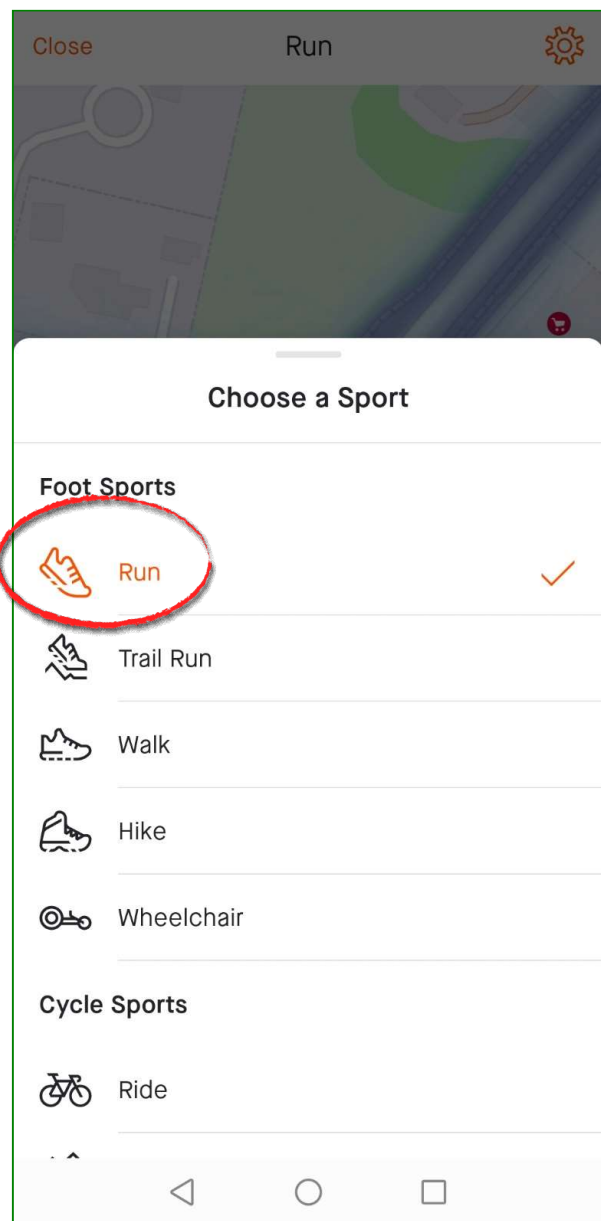 Close
Run
Choose a Sport
Foot Sports
Run
Trail Run
Walk
Hike
Wheelchair
Cycle Sports
Ride